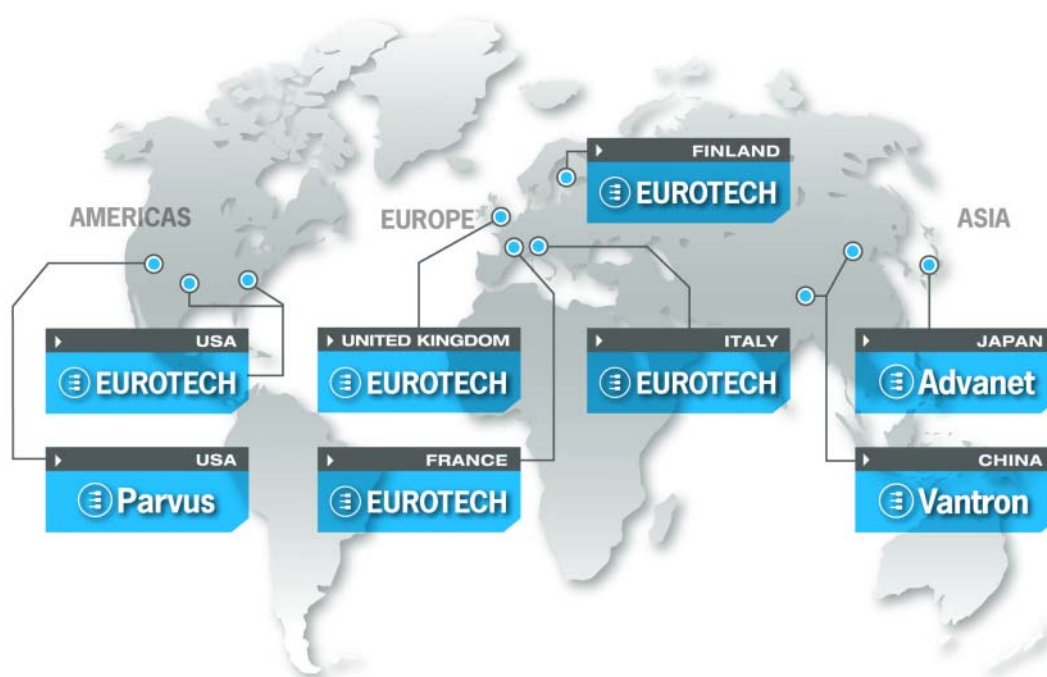 AMERICAS
EUROPE
ASIA
FINLAND
EUROTECH
USA
EUROTECH
UNITED KINGDOM
EUROTECH
ITALY
EUROTECH
JAPAN
Advanet
USA
Parvus
FRANCE
EUROTECH
CHINA
Vantron